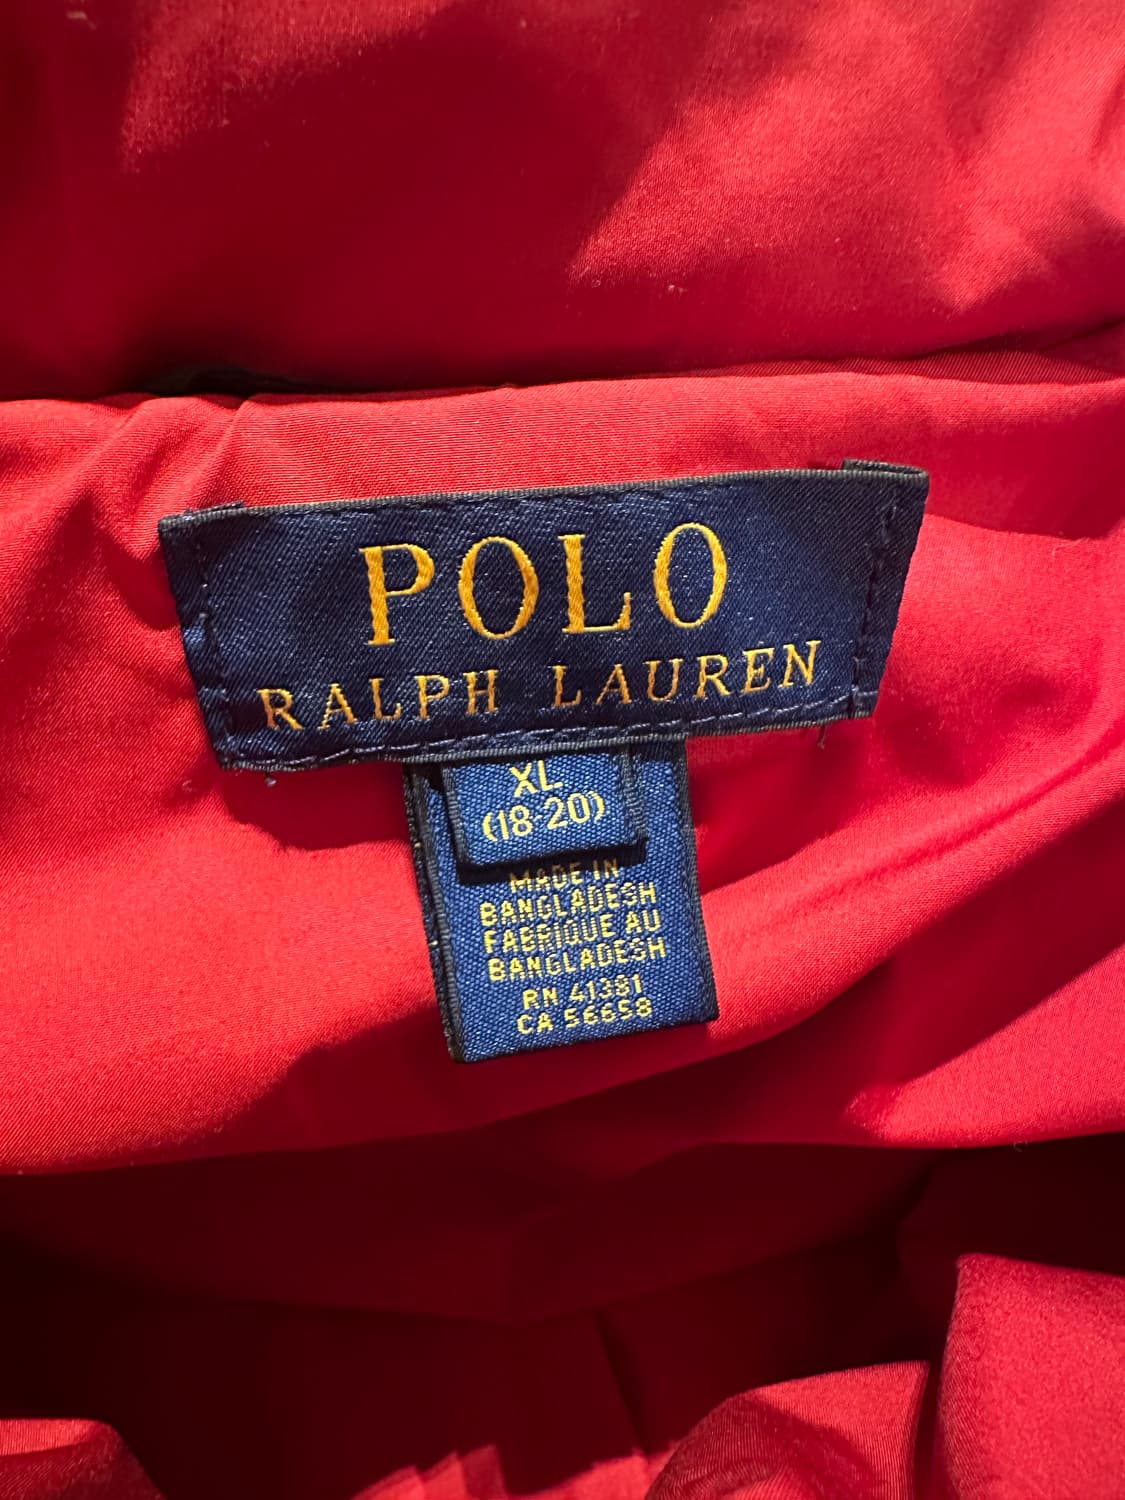 POLO
RALPH LAUREN
XL
(18-20)
MADE IN
BANGLADESH
FABRIQUE AU
BANGLADESH
RN 41381
CA 56658